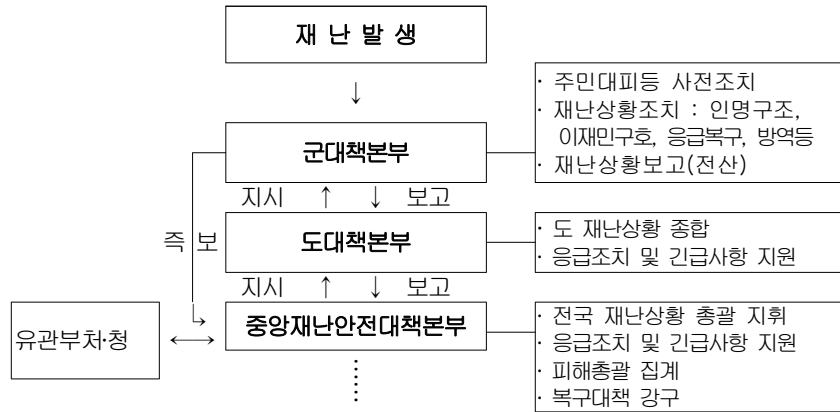 재 난 발 생
↓
· 주민대피등 사전조치
· 재난상황조치 : 인명구조,
이재민구호, 응급복구, 방역등
· 재난상황보고(전산)
군대책본부
지시 ↑ ↓ 보고
즉 보
도대책본부
· 도 재난상황 종합
· 응급조치 및 긴급사항 지원
지시 ↑ ↓ 보고
유관부처·청
↔
중앙재난안전대책본부
· 전국 재난상황 총괄 지휘
· 응급조치 및 긴급사항 지원
· 피해총괄 집계
· 복구대책 강구